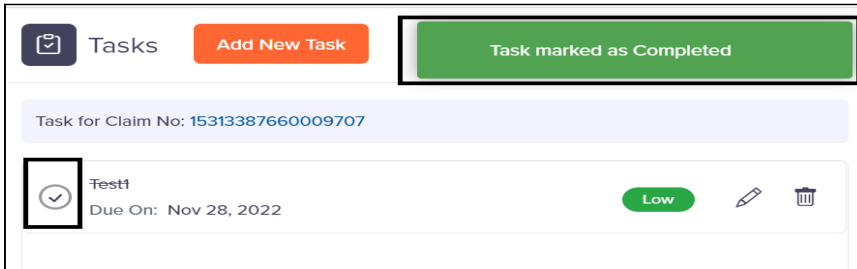 Tasks
Add New Task
Task marked as Completed
Task for Claim No: 15313387660009707
Test1
Due On: Nov 28, 2022
Low